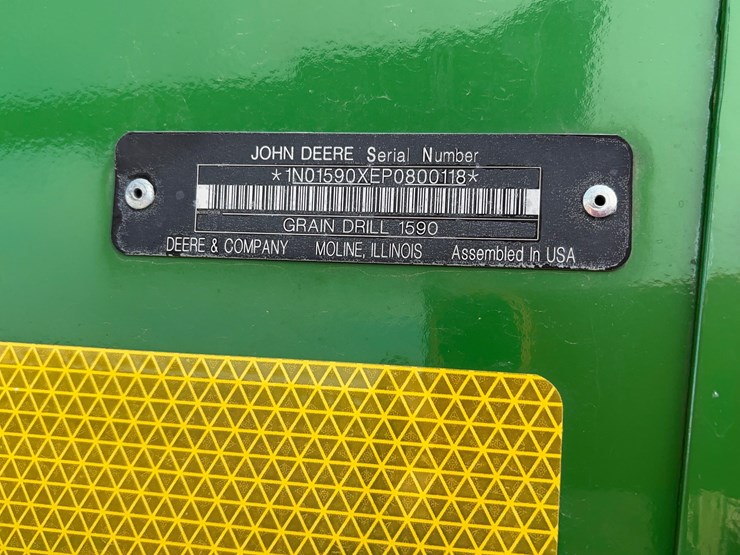 JOHN DEERE Serial Number
*1N01590XEP0800118*
GRAIN DRILL 1590
DEERE & COMPANY MOLINE, ILLINOIS Assembled In USA